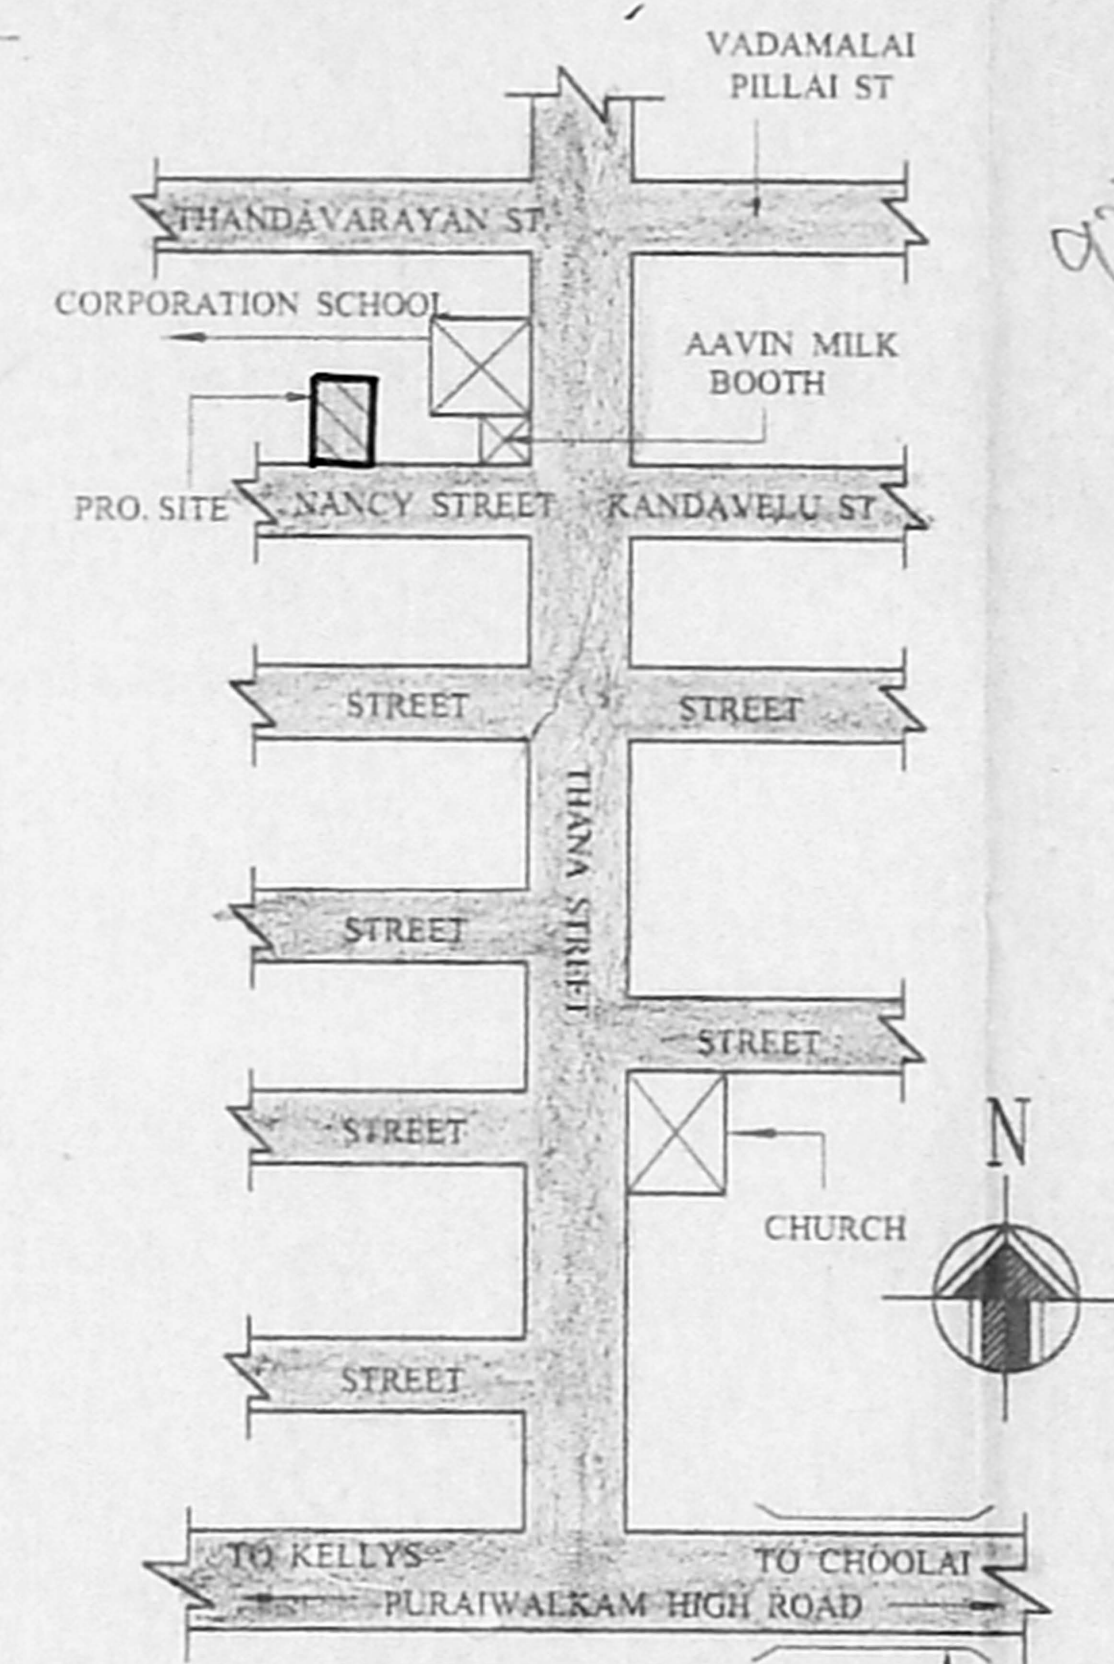 VADAMALAI
PILLAI ST
THANDAVARAYAN ST.
CORPORATION SCHOOL
AAVIN MILK
BOOTH
PRO. SITE
NANCY STREET
KANDAVELU ST
STREET
STREET
THANA STREET
STREET
STREET
STREET
N
CHURCH
STREET
TO KELLYS
TO CHOOLAI
PURAIWALKAM HIGH ROAD